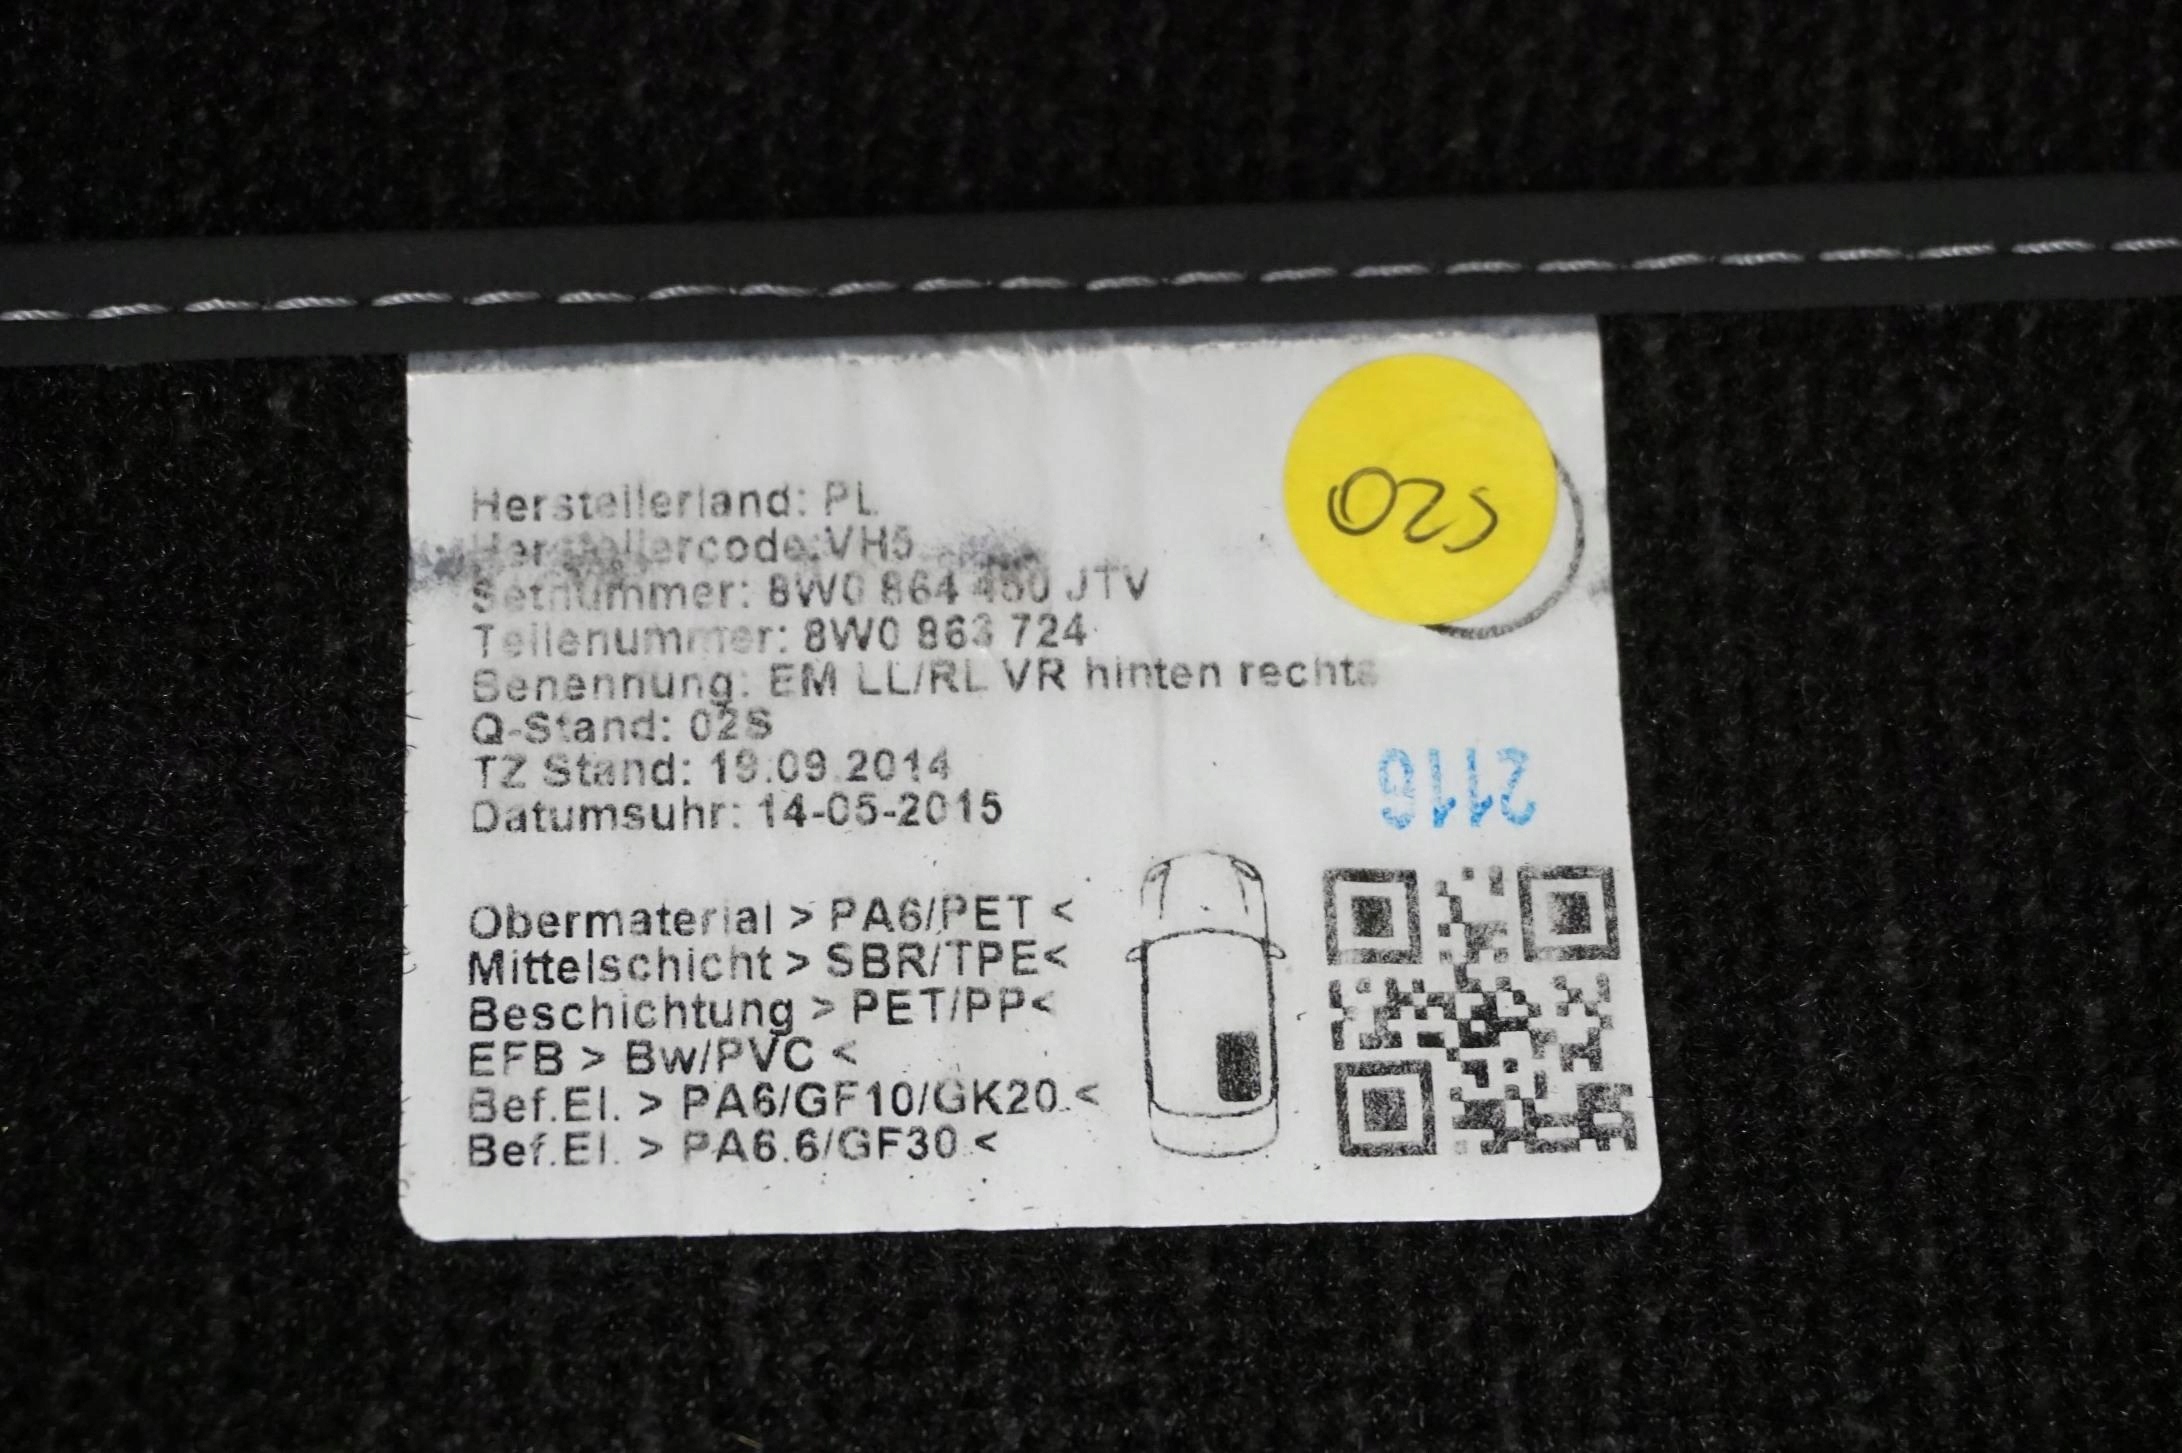 02S
Herstellerland: PL
Herstellercode:VH5
Setnummer: 8W0 864 450 JTV
Teilenummer: 8W0 863 724
Benennung: EM LL/RL VR hinten rechts
Q-Stand: 02S
TZ Stand: 19.09.2014
Datumsuhr: 14-05-2015
2116
Obermaterial > PA6/PET <
Mittelschicht > SBR/TPE<
Beschichtung > PET/PP<
EFB > Bw/PVC <
Bef.El. > PA6/GF10/GK20 <
Bef.El. > PA6.6/GF30 <